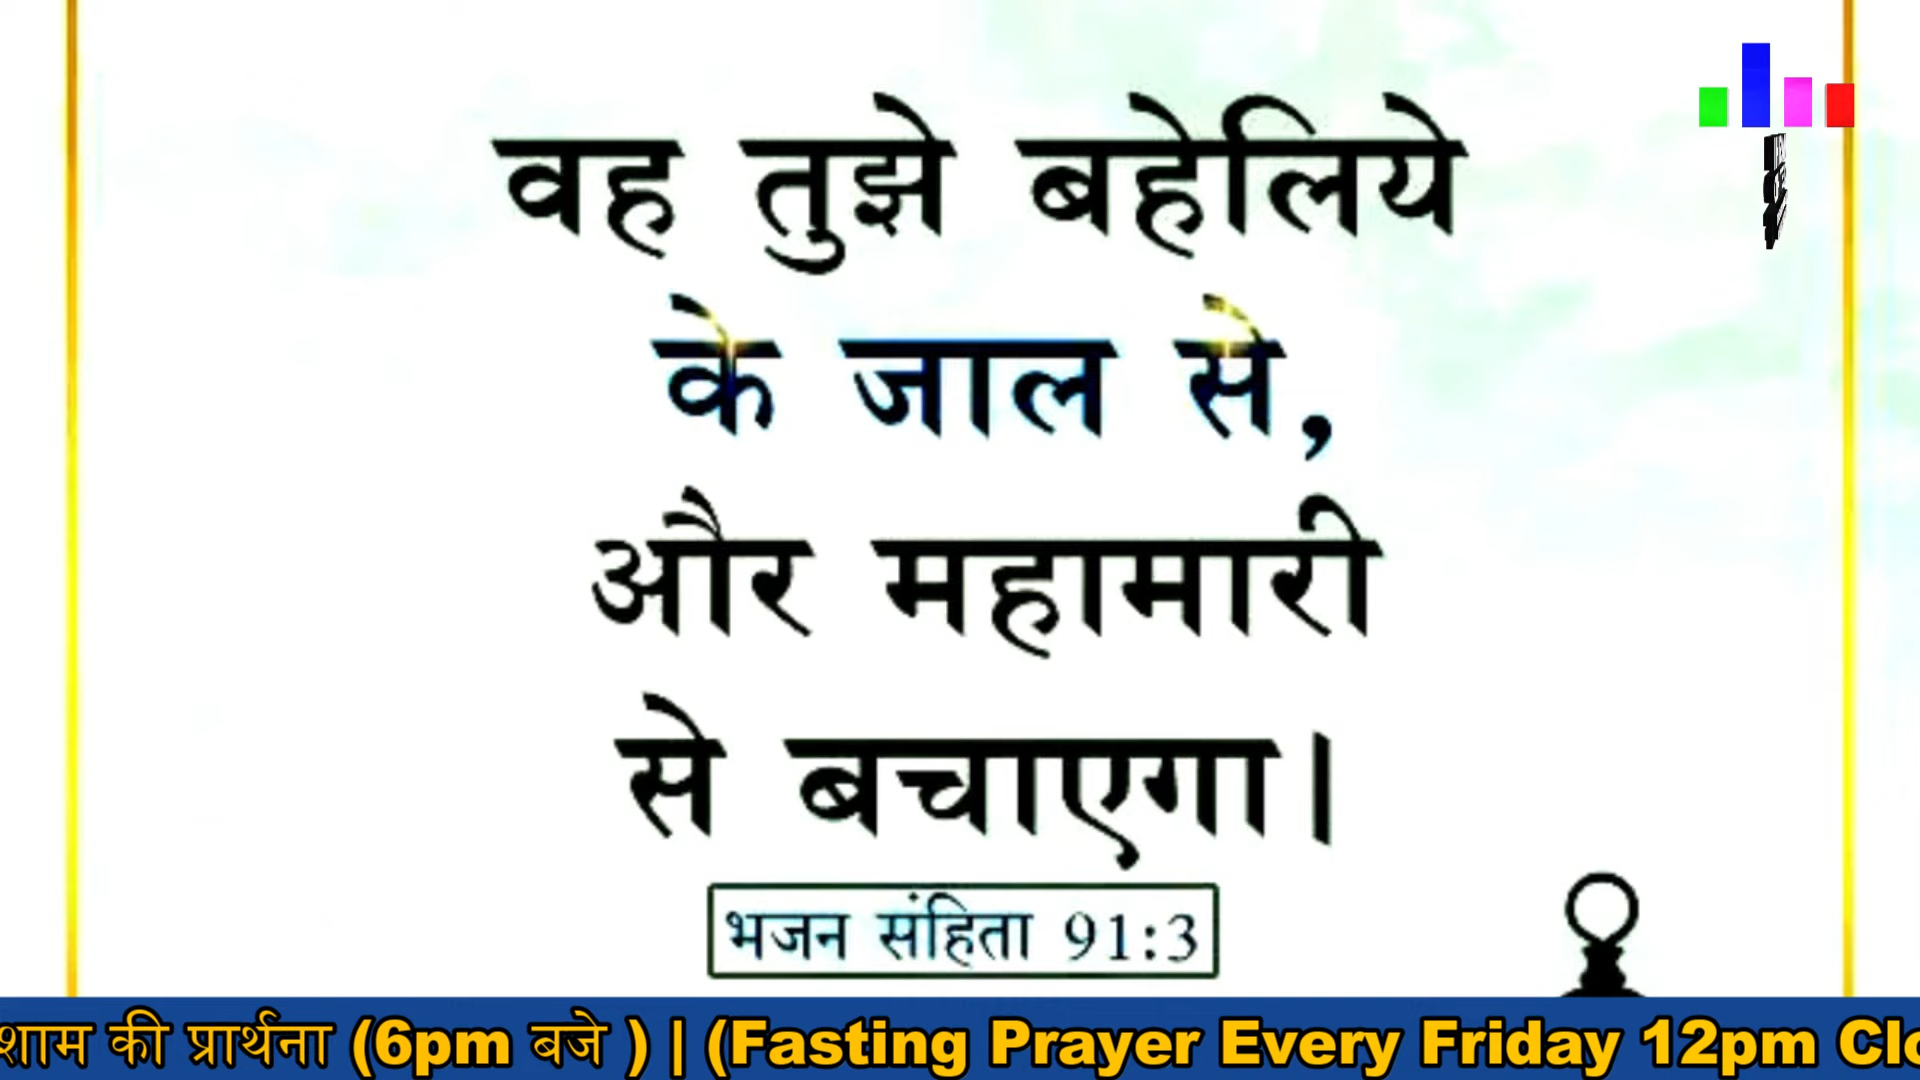 वह तुझे बहेलिये
के जाल से,
और महामारी
से बचाएगा।
भजन संहिता 91:3
शाम की प्रार्थना (6pm बजे ) | (Fasting Prayer Every Friday 12pm